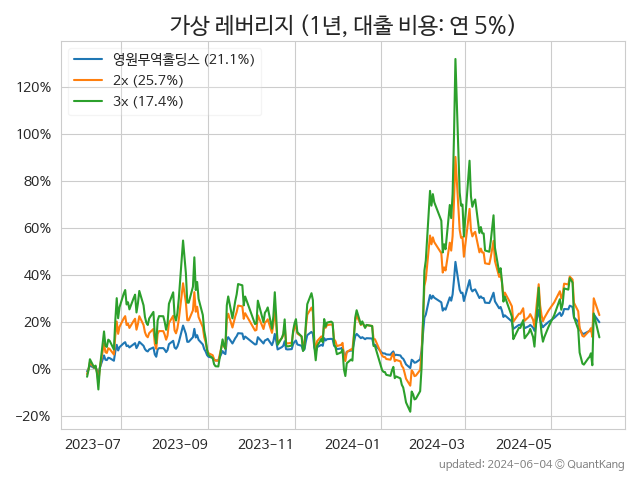 가상 레버리지 (1년, 대출 비용: 연 5%)
영원무역홀딩스 (21.1%)
2x (25.7%)
3x (17.4%)
120%
100%
80%
60%
40%
20%
0%
−20%
2023-07 2023-09 2023-11 2024-01 2024-03 2024-05
updated: 2024-06-04 ⓒ QuantKang